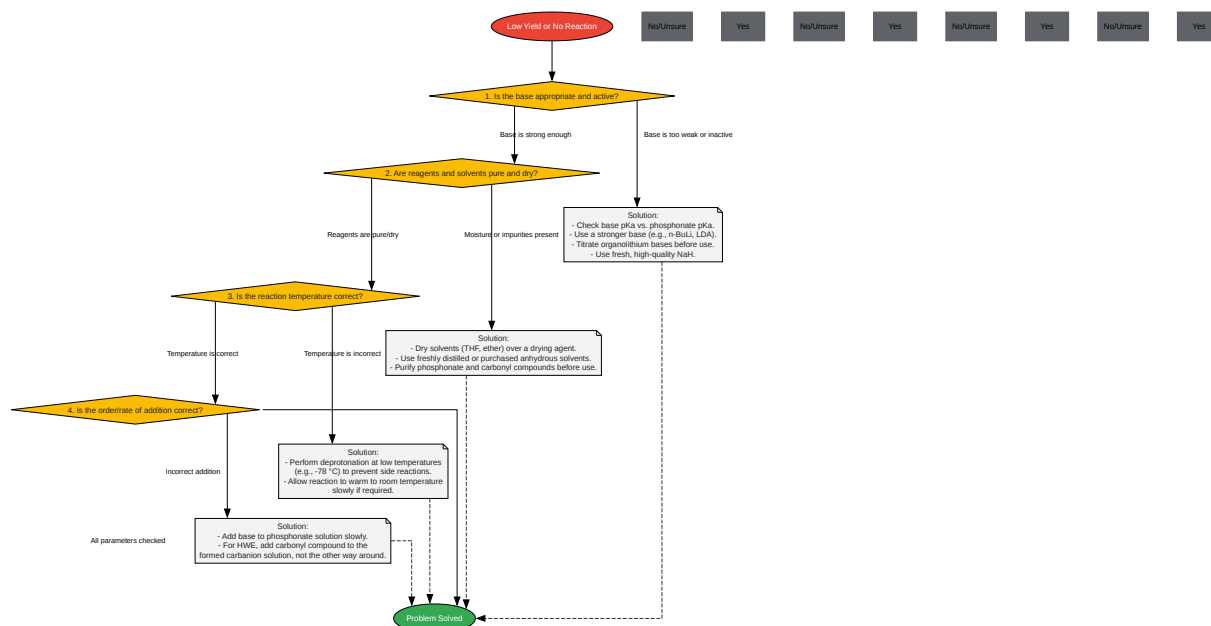 Low Yield or No Reaction
No/Unsure
Yes
No/Unsure
Yes
No/Unsure
Yes
No/Unsure
Yes
1. Is the base appropriate and active?
Base is strong enough
Base is too weak or inactive
2. Are reagents and solvents pure and dry?
Solution:
- Check base pKa vs. phosphonate pKa.
- Use a stronger base (e.g., n-BuLi, LDA).
- Titrate organolithium bases before use.
- Use fresh, high-quality NaH.
Reagents are pure/dry
Moisture or impurities present
3. Is the reaction temperature correct?
Solution:
- Dry solvents (THF, ether) over a drying agent.
- Use freshly distilled or purchased anhydrous solvents.
- Purify phosphonate and carbonyl compounds before use.
Temperature is correct
Temperature is incorrect
4. Is the order/rate of addition correct?
Solution:
- Perform deprotonation at low temperatures
(e.g., -78 °C) to prevent side reactions.
- Allow reaction to warm to room temperature
slowly if required.
Incorrect addition
Solution:
- Add base to phosphonate solution slowly.
- For HWE, add carbonyl compound to the
formed carbanion solution, not the other way around.
All parameters checked
Problem Solved